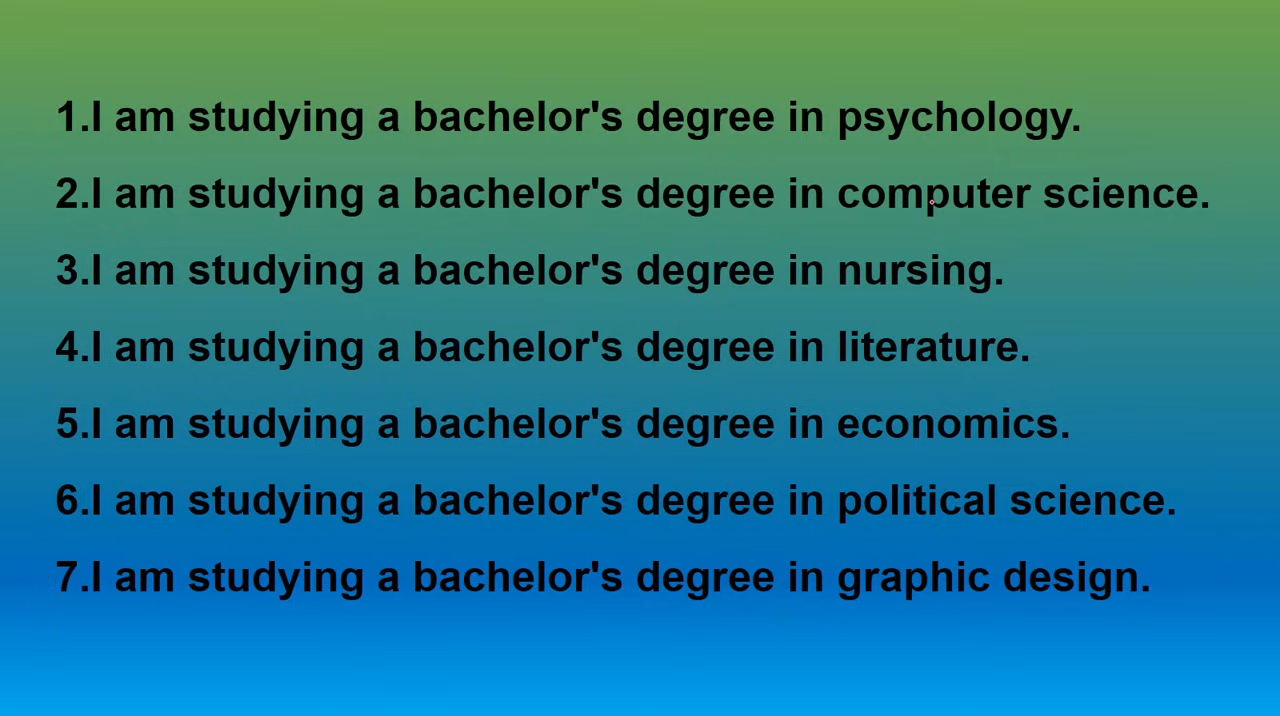 1.I am studying a bachelor's degree in psychology.
2.I am studying a bachelor's degree in computer science.
3.I am studying a bachelor's degree in nursing.
4.I am studying a bachelor's degree in literature.
5.I am studying a bachelor's degree in economics.
6.I am studying a bachelor's degree in political science.
7.I am studying a bachelor's degree in graphic design.